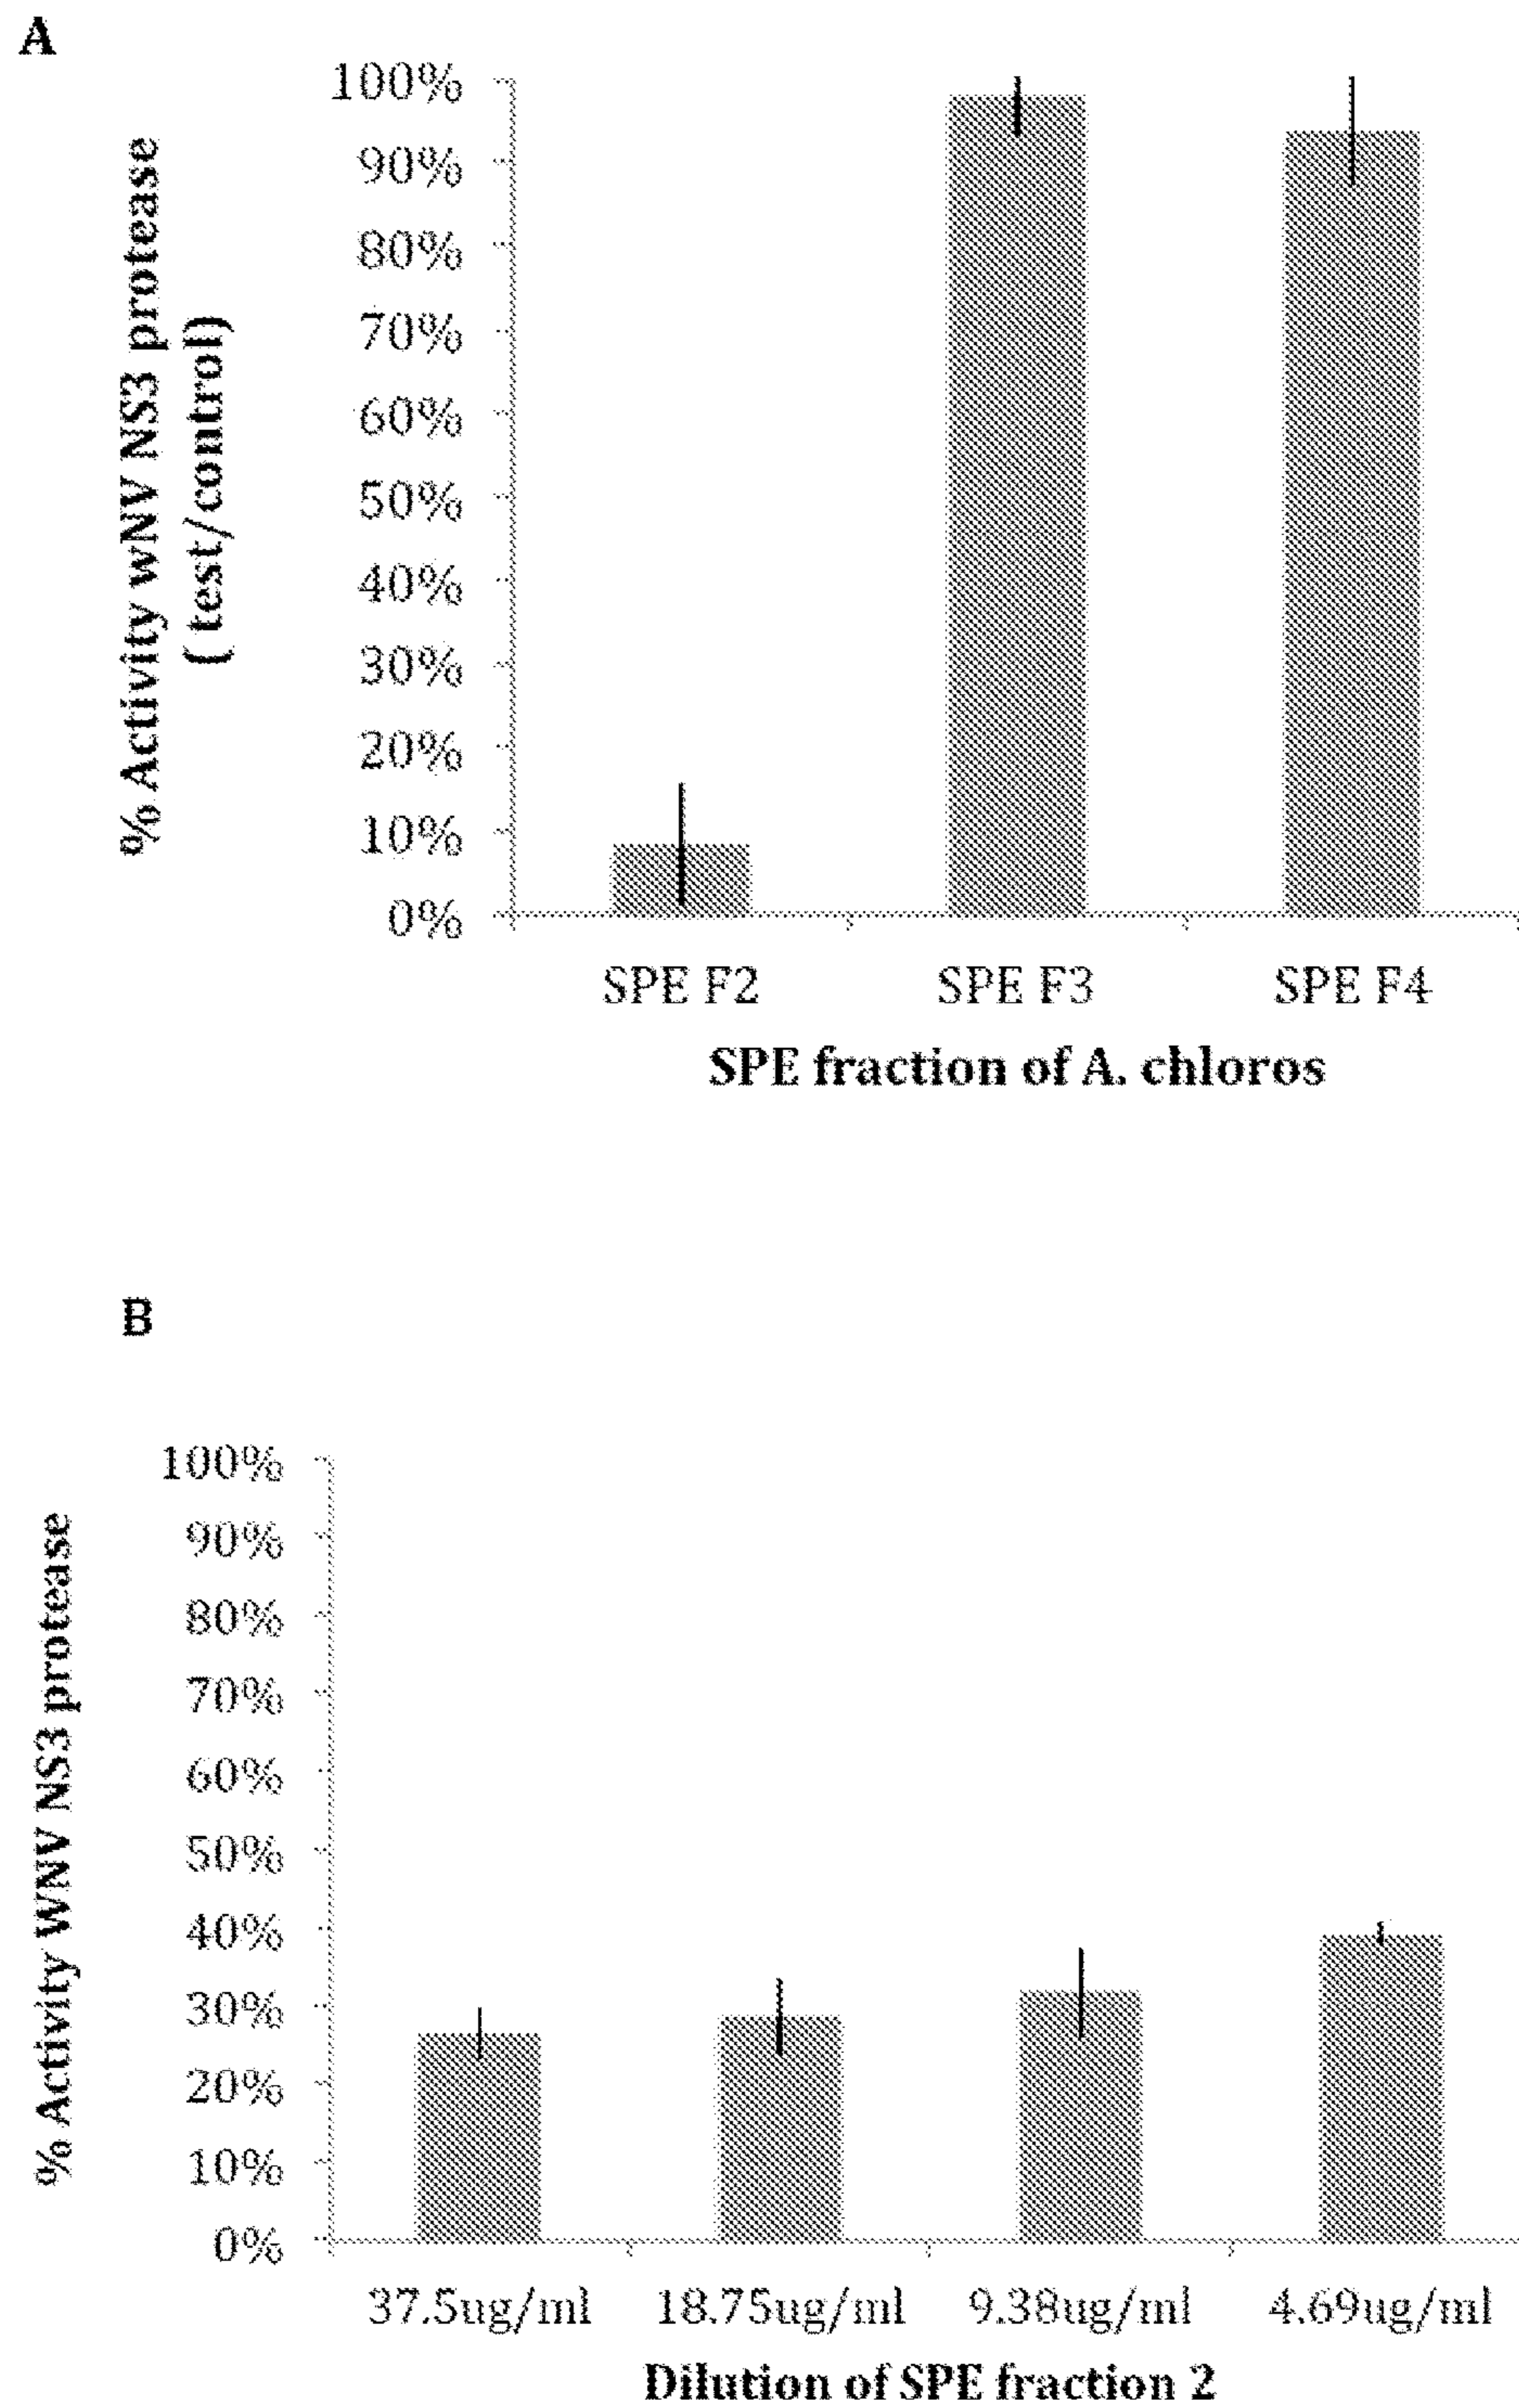 A
% Activity wNV NS3 protease
( test/control)
100%
90%
80%
70%
60%
50%
40%
30%
20%
10%
0%
SPE F2 SPE F3 SPE F4
SPE fraction of A. chloros
B
% Activity WNV NS3 protease
100%
90%
80%
70%
60%
50%
40%
30%
20%
10%
0%
37.5ug/ml 18.75ug/ml 9.38ug/ml 4.69ug/ml
Dilution of SPE fraction 2